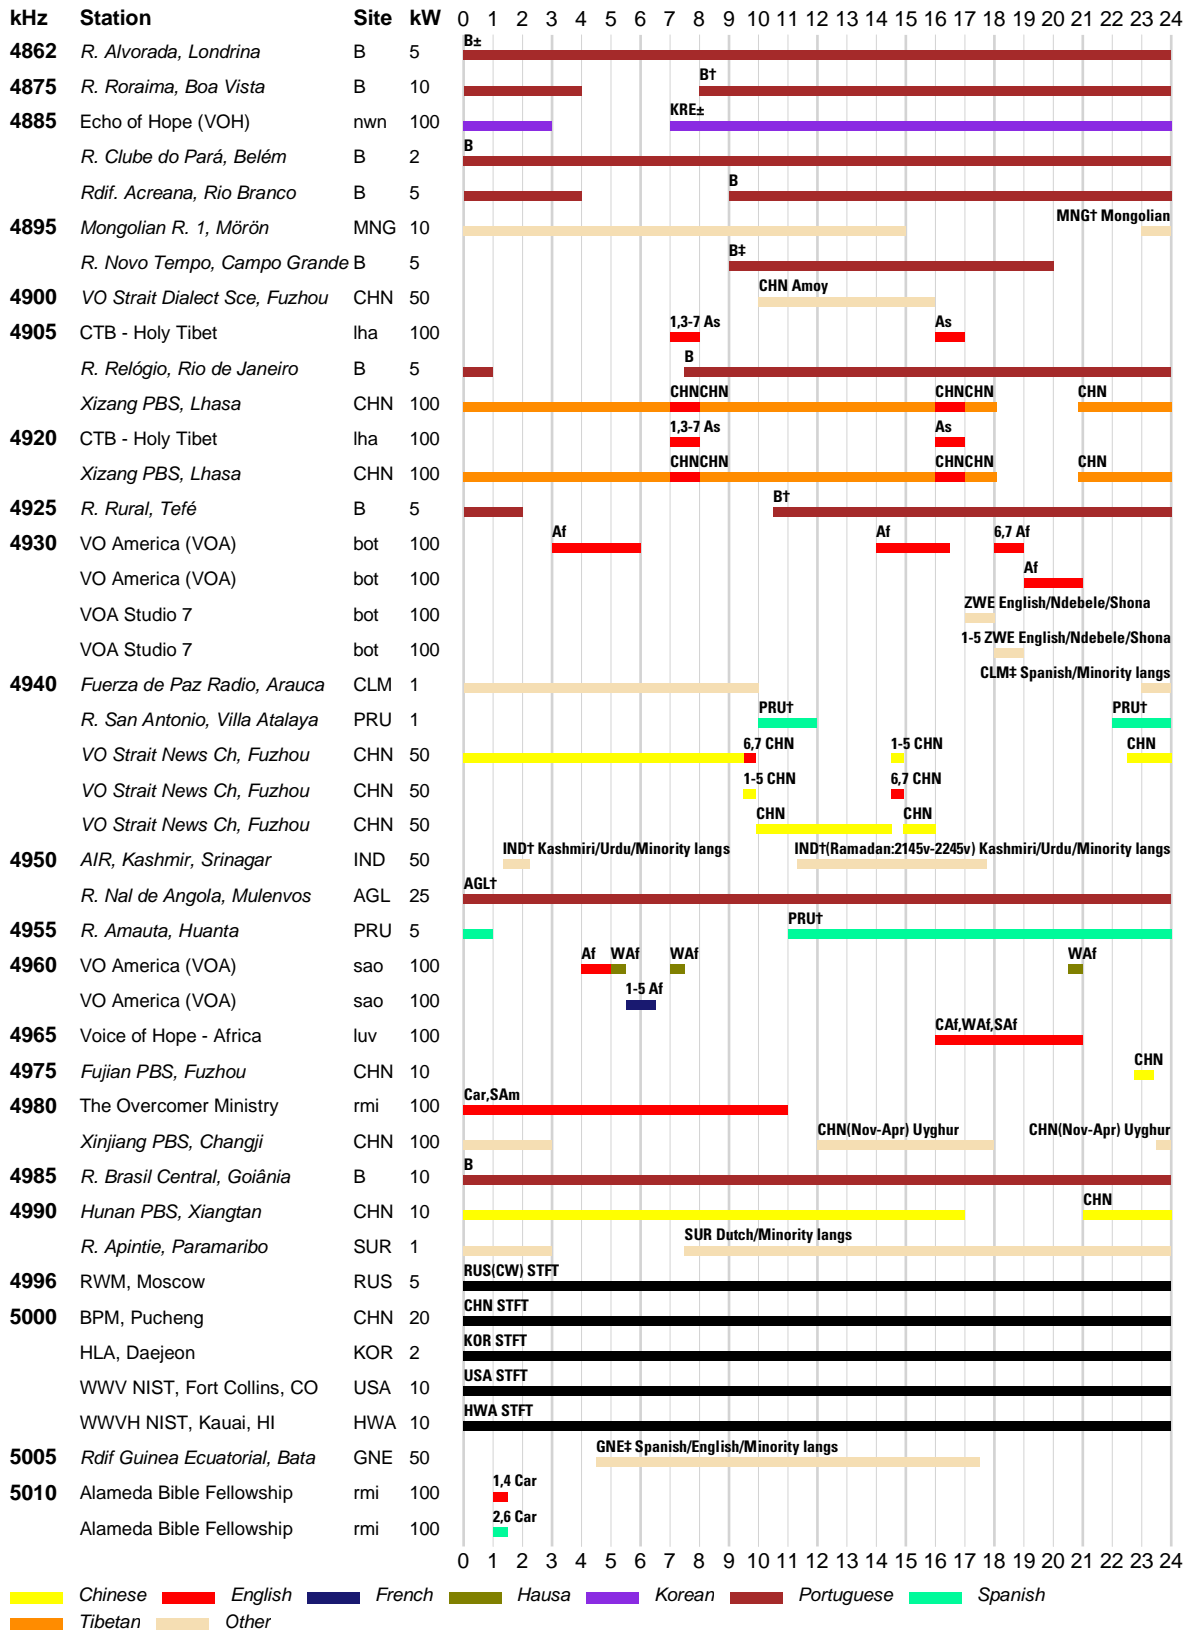 kHz Station Site kW 0 1 2 3 4 5 6 7 8 9 10 11 12 13 14 15 16 17 18 19 20 21 22 23 24
4862 R. Alvorada, Londrina B 5 B±
4875 R. Roraima, Boa Vista B 10 B†
4885 Echo of Hope (VOH) nwn 100 KRE±
R. Clube do Pará, Belém B 2 B
Rdif. Acreana, Rio Branco B 5 B
4895 Mongolian R. 1, Mörön MNG 10 MNG† Mongolian
R. Novo Tempo, Campo Grande B 5 B‡
4900 VO Strait Dialect Sce, Fuzhou CHN 50 CHN Amoy
4905 CTB - Holy Tibet lha 100 1,3-7 As As
R. Relógio, Rio de Janeiro B 5 B
Xizang PBS, Lhasa CHN 100 CHN CHN CHN CHN CHN
4920 CTB - Holy Tibet lha 100 1,3-7 As As
Xizang PBS, Lhasa CHN 100 CHN CHN CHN CHN CHN
4925 R. Rural, Tefé B 5 B†
4930 VO America (VOA) bot 100 Af Af 6,7 Af
VO America (VOA) bot 100 Af
VOA Studio 7 bot 100 ZWE English/Ndebele/Shona
VOA Studio 7 bot 100 1-5 ZWE English/Ndebele/Shona
4940 Fuerza de Paz Radio, Arauca CLM 1 CLM‡ Spanish/Minority langs
R. San Antonio, Villa Atalaya PRU 1 PRU† PRU†
VO Strait News Ch, Fuzhou CHN 50 6,7 CHN 1-5 CHN CHN
VO Strait News Ch, Fuzhou CHN 50 1-5 CHN 6,7 CHN
VO Strait News Ch, Fuzhou CHN 50 CHN CHN
4950 AIR, Kashmir, Srinagar IND 50 IND† Kashmiri/Urdu/Minority langs IND†(Ramadan:2145v-2245v) Kashmiri/Urdu/Minority langs
R. Nal de Angola, Mulenvos AGL 25 AGL†
4955 R. Amauta, Huanta PRU 5 PRU†
4960 VO America (VOA) sao 100 Af WAf WAf WAf
VO America (VOA) sao 100 1-5 Af
4965 Voice of Hope - Africa luv 100 CAf,WAf,SAf
4975 Fujian PBS, Fuzhou CHN 10 CHN
4980 The Overcomer Ministry rmi 100 Car,SAm
Xinjiang PBS, Changji CHN 100 CHN(Nov-Apr) Uyghur CHN(Nov-Apr) Uyghur
4985 R. Brasil Central, Goiânia B 10 B
4990 Hunan PBS, Xiangtan CHN 10 CHN
R. Apintie, Paramaribo SUR 1 SUR Dutch/Minority langs
4996 RWM, Moscow RUS 5 RUS(CW) STFT
5000 BPM, Pucheng CHN 20 CHN STFT
HLA, Daejeon KOR 2 KOR STFT
WWV NIST, Fort Collins, CO USA 10 USA STFT
WWVH NIST, Kauai, HI HWA 10 HWA STFT
5005 Rdif Guinea Ecuatorial, Bata GNE 50 GNE‡ Spanish/English/Minority langs
5010 Alameda Bible Fellowship rmi 100 1,4 Car
Alameda Bible Fellowship rmi 100 2,6 Car
0 1 2 3 4 5 6 7 8 9 10 11 12 13 14 15 16 17 18 19 20 21 22 23 24
Chinese English French Hausa Korean Portuguese Spanish
Tibetan Other